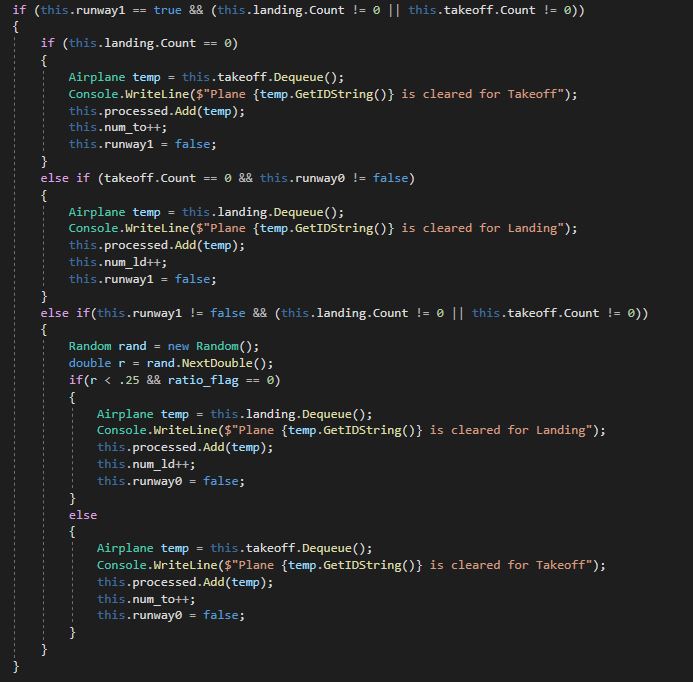 if (this.runway1 == true && (this.landing.Count != 0 || this.takeoff.Count != 0))
{
if (this.landing.Count == 0)
{
Airplane temp = this.takeoff.Dequeue();
Console.WriteLine($"Plane {temp.GetIDString()} is cleared for Takeoff");
this.processed.Add(temp);
this.num_to++;
this.runway1 = false;
}
else if (takeoff.Count == 0 && this.runway0 != false)
{
Airplane temp = this.landing.Dequeue();
Console.WriteLine($"Plane {temp.GetIDString()} is cleared for Landing");
this.processed.Add(temp);
this.num_ld++;
this.runway1 = false;
}
else if(this.runway1 != false && (this.landing.Count != 0 || this.takeoff.Count != 0))
{
Random rand = new Random();
double r = rand.NextDouble();
if(r < .25 && ratio_flag == 0)
{
Airplane temp = this.landing.Dequeue();
Console.WriteLine($"Plane {temp.GetIDString()} is cleared for Landing");
this.processed.Add(temp);
this.num_ld++;
this.runway0 = false;
}
else
{
Airplane temp = this.takeoff.Dequeue();
Console.WriteLine($"Plane {temp.GetIDString()} is cleared for Takeoff");
this.processed.Add(temp);
this.num_to++;
this.runway0 = false;
}
}
}